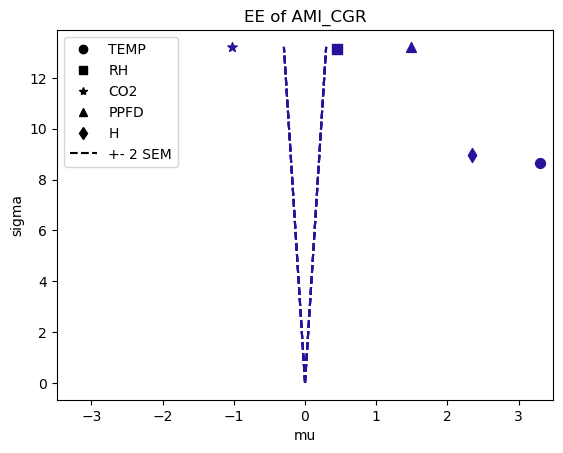 EE of AMI_CGR
TEMP
RH
CO2
PPFD
H
+- 2 SEM
sigma
12
10
8
6
4
2
0
−3
−2
−1
0
1
2
3
mu